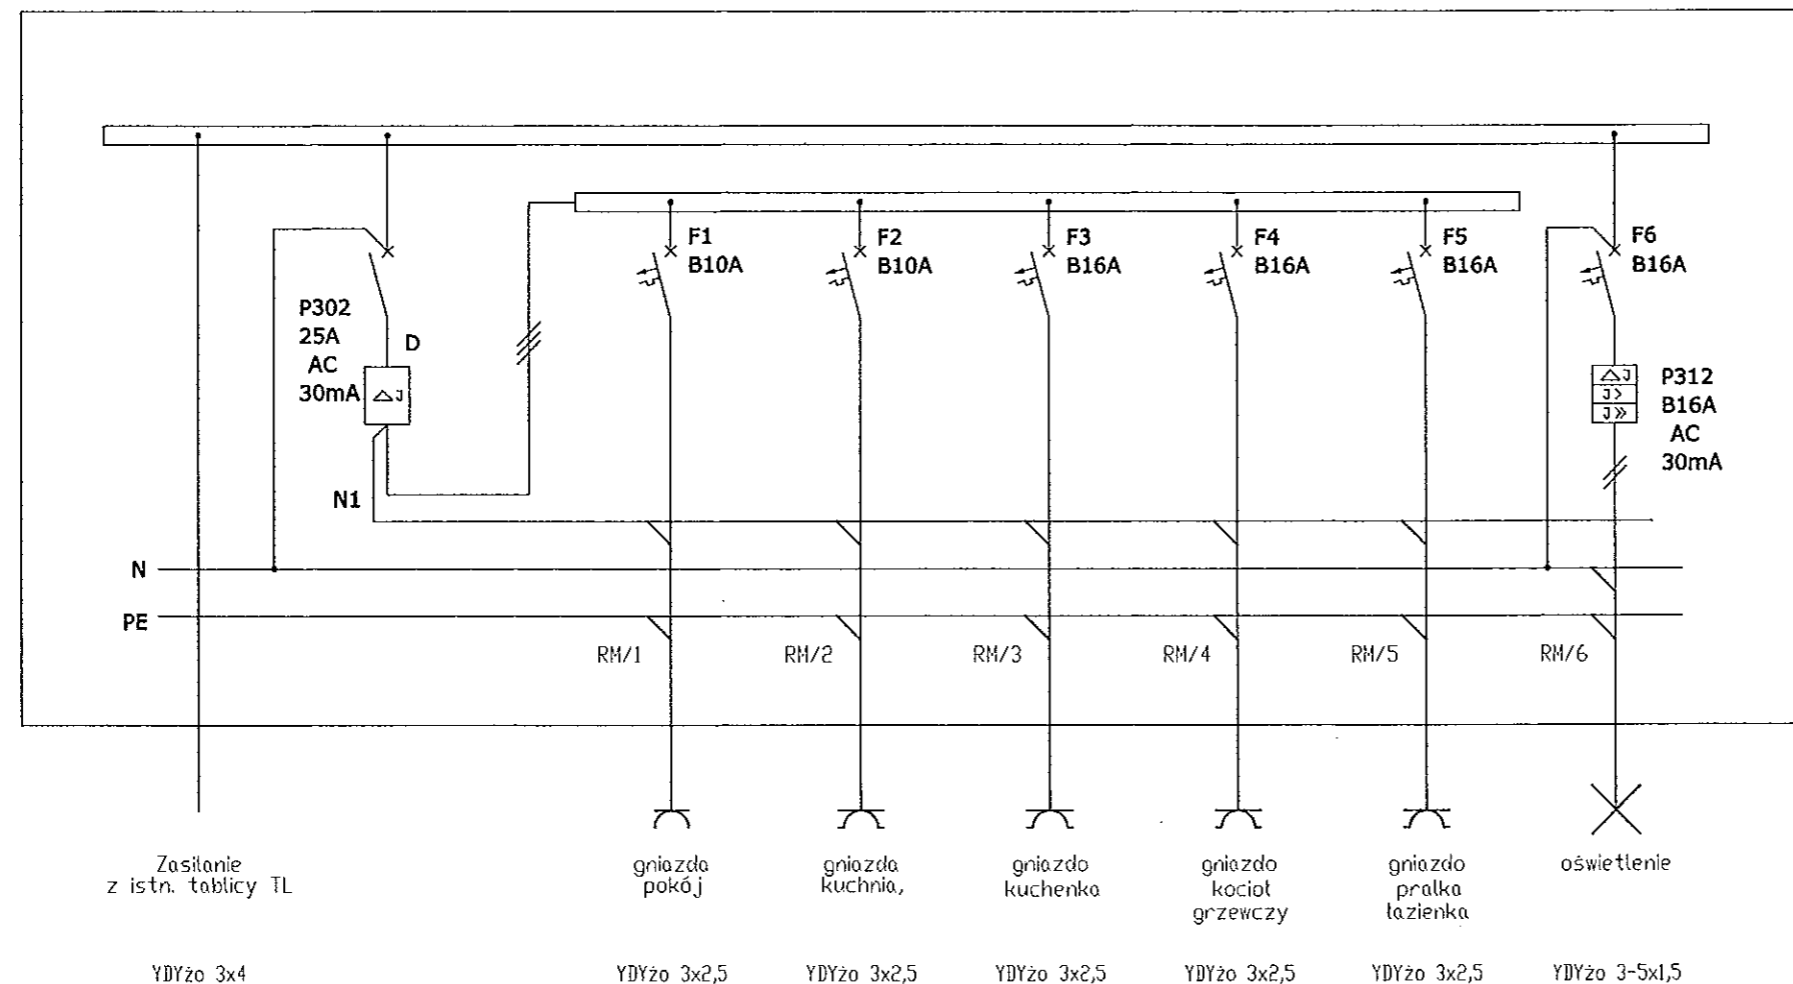 P302
25A
AC
30mA
D
N1
F1
B10A
F2
B10A
F3
B16A
F4
B16A
F5
B16A
F6
B16A
△J
△J
J>
J>>
P312
B16A
AC
30mA
N
PE
RM/1
RM/2
RM/3
RM/4
RM/5
RM/6
Zasilanie
z istn. tablicy TL
gniazda
pokój
gniazda
kuchnia,
gniazdo
kuchenka
gniazdo
kocioł
grzewczy
gniazdo
pralka
łazienka
oświetlenie
YDYżo 3x4
YDYżo 3x2,5
YDYżo 3x2,5
YDYżo 3x2,5
YDYżo 3x2,5
YDYżo 3x2,5
YDYżo 3-5x1,5